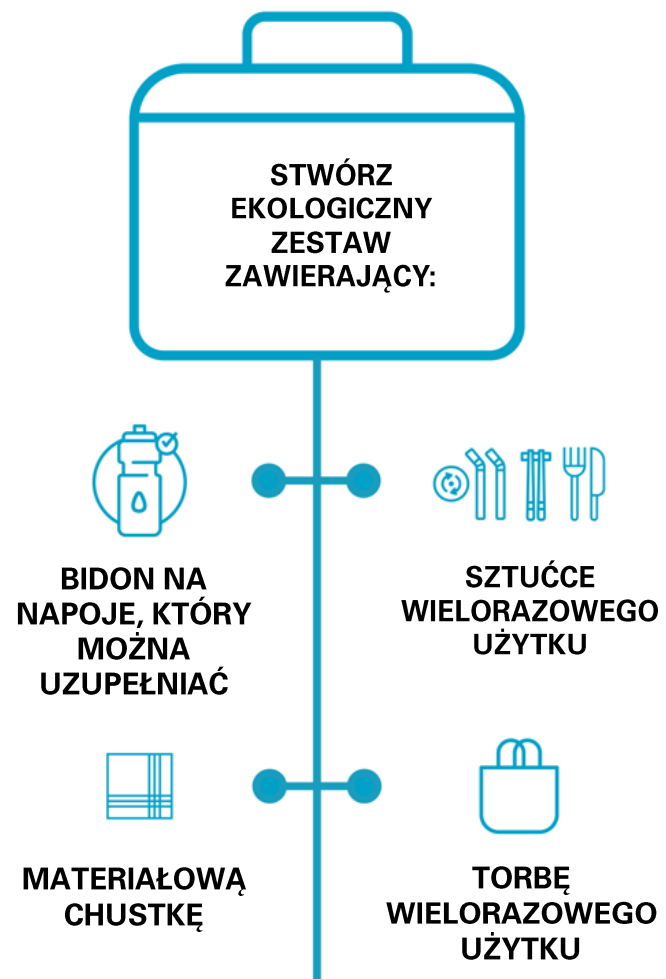 STWÓRZ
EKOLOGICZNY
ZESTAW
ZAWIERAJĄCY:
BIDON NA
NAPOJE, KTÓRY
MOŻNA
UZUPEŁNIAĆ
SZTUĆCE
WIELORAZOWEGO
UŻYTKU
MATERIAŁOWĄ
CHUSTKĘ
TORBĘ
WIELORAZOWEGO
UŻYTKU